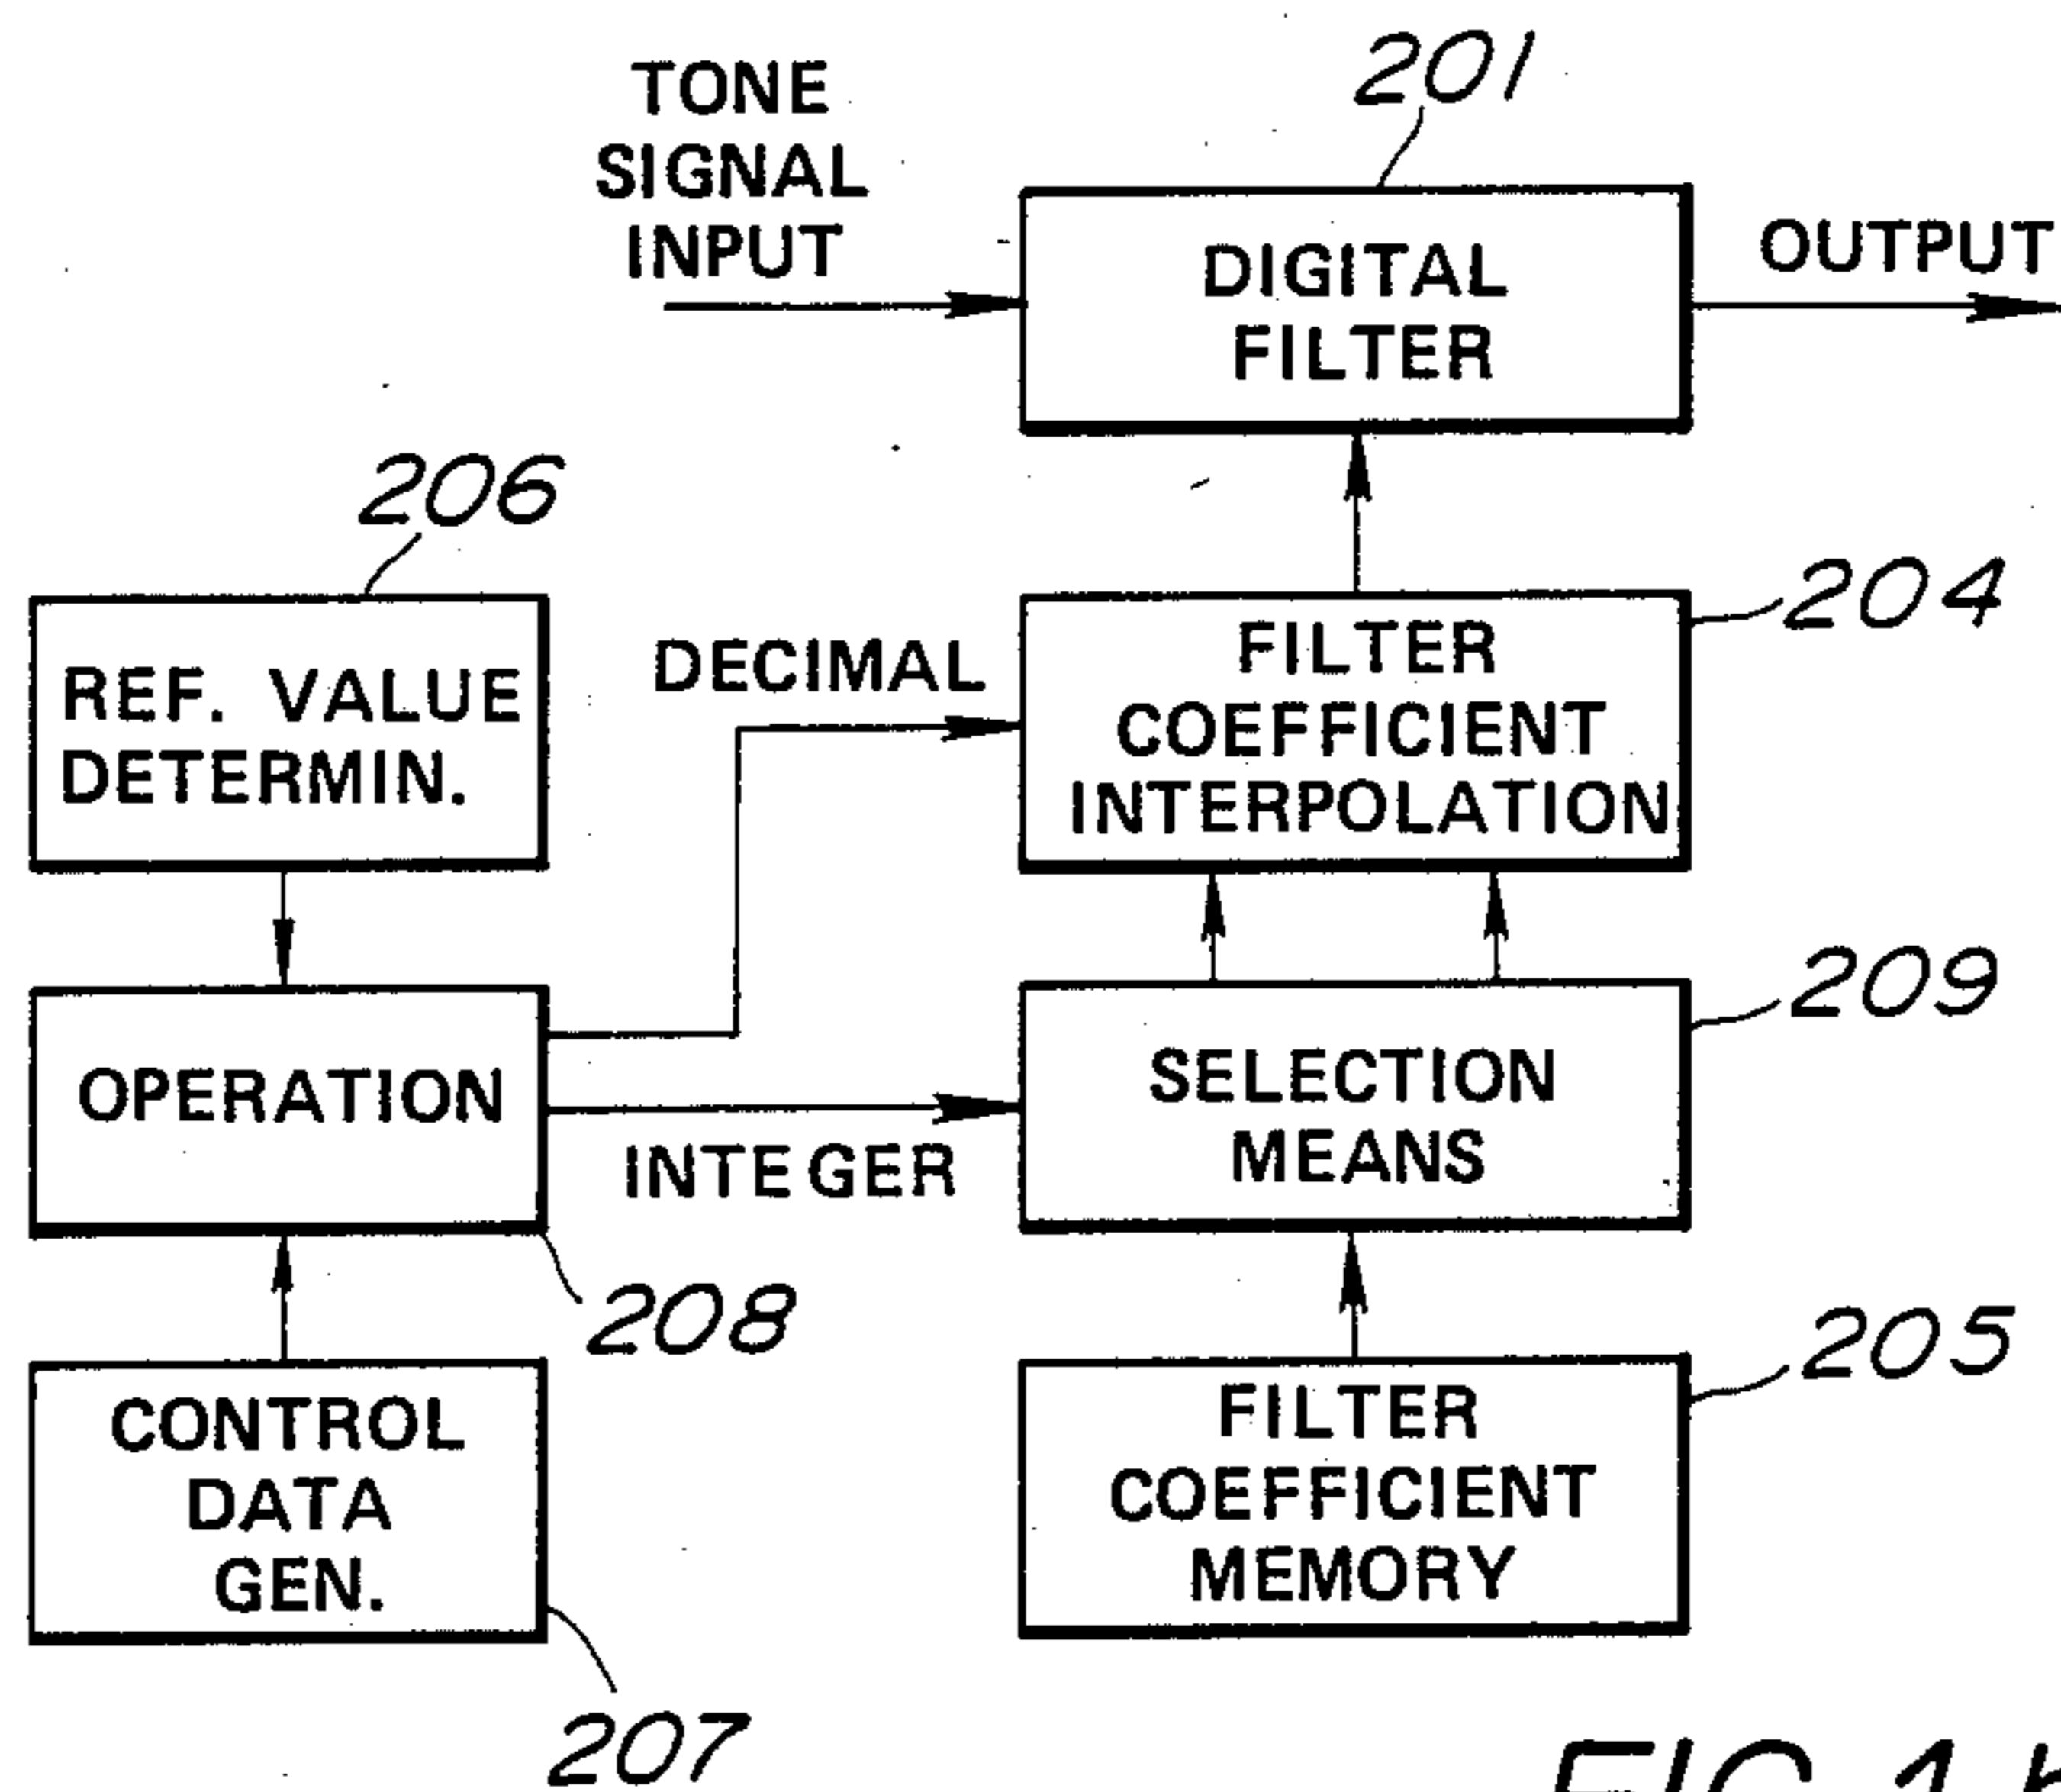 TONE
SIGNAL
INPUT
201
DIGITAL
FILTER
OUTPUT
206
REF. VALUE
DETERMIN.
DECIMAL
204
FILTER
COEFFICIENT
INTERPOLATION
OPERATION
INTEGER
208
209
SELECTION
MEANS
CONTROL
DATA
GEN.
207
205
FILTER
COEFFICIENT
MEMORY